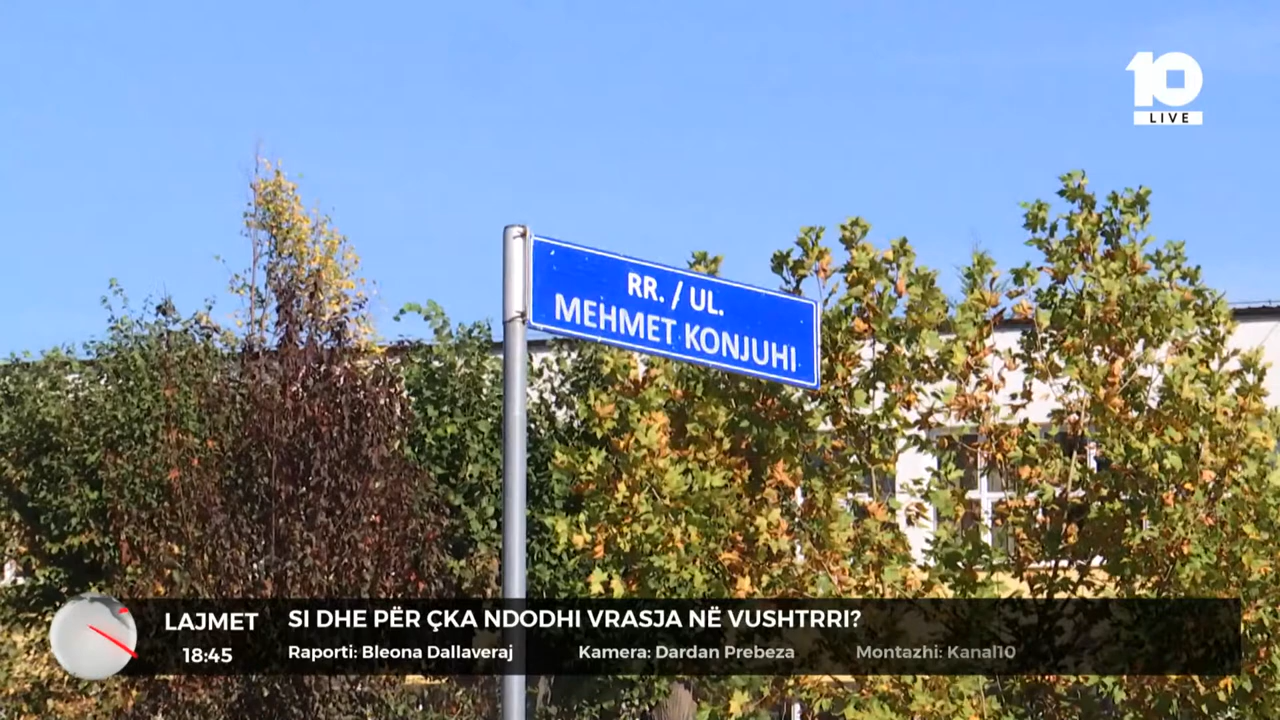 10
LIVE
RR. / UL.
MEHMET KONJUHI
LAJMET
18:45
SI DHE PËR ÇKA NDODHI VRASJA NË VUSHTRRI?
Raporti: Bleona Dallaveraj
Kamera: Dardan Prebeza
Montazhi: Kanal10